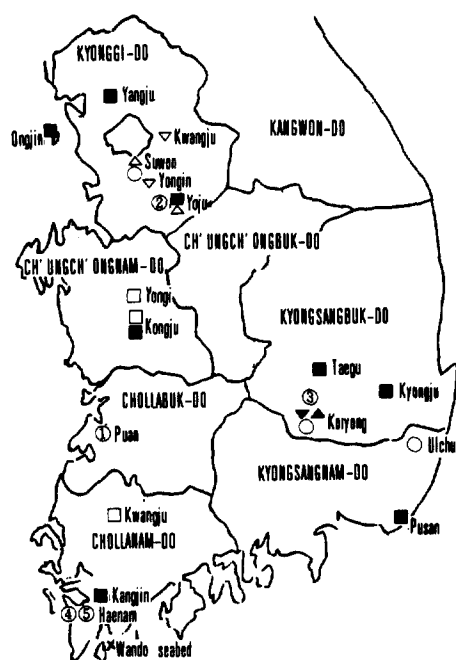 KYONGGI-DO
Yangju
KANGWON-DO
Ongjin
Kwangju
Suwon
Yongin
② Yoju
CH'UNGCH'ONGBUK-DO
CH'UNGCH'ONGNAM-DO
Yongi
Kongju
KYONGSANGBUK-DO
Taegu
Kyongju
③
CHOLLABUK-DO
Koryong
① Puan
Ulchu
KYONGSANGNAM-DO
Kwangju
Pusan
CHOLLANAM-DO
Kangjin
④ ⑤ Haenam
Wando seabed